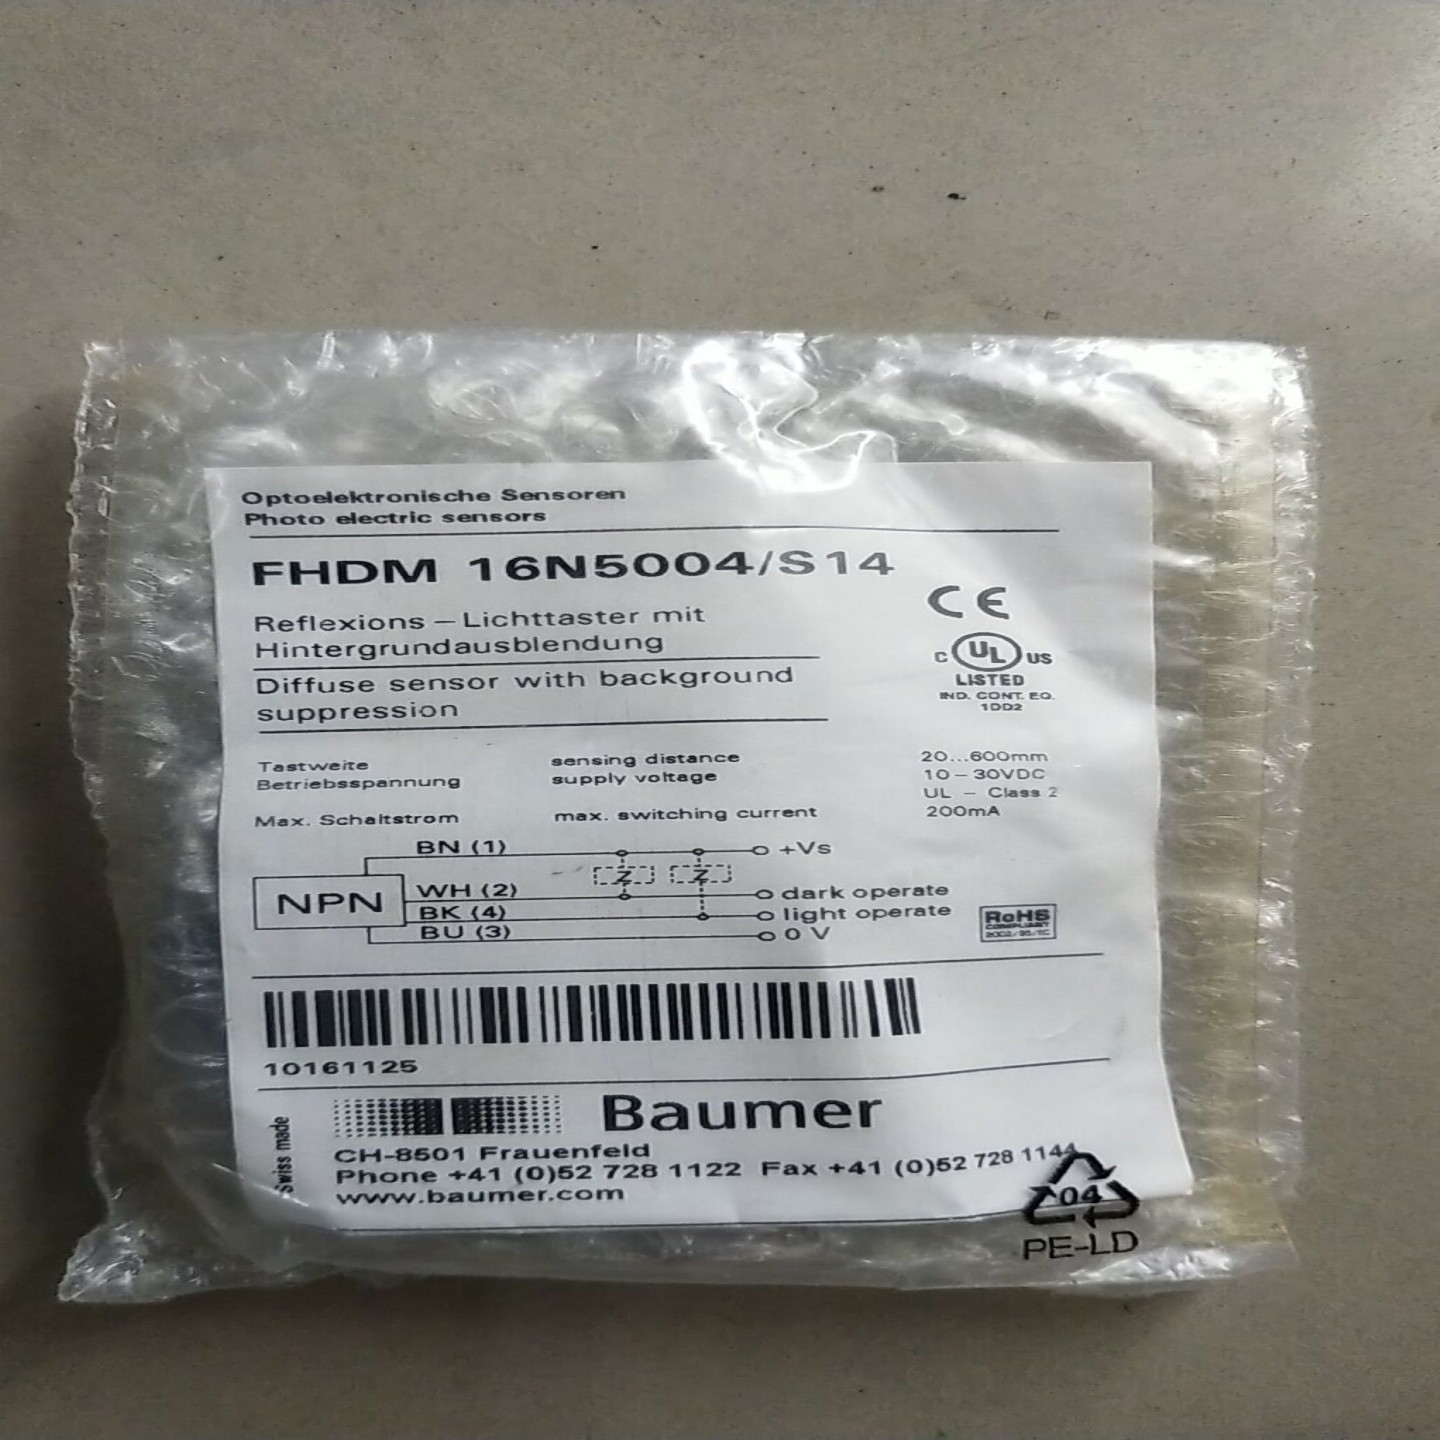 Optoelektronische Sensoren
Photo electric sensors
FHDM 16N5004/S14
Reflexions – Lichttaster mit
Hintergrundausblendung
Diffuse sensor with background
suppression
CE
C UL US
LISTED
IND. CONT. EQ.
1DD2
Tastweite sensing distance 20...600mm
Betriebsspannung supply voltage 10 – 30VDC
UL – Class 2
Max. Schaltstrom max. switching current 200mA
BN (1) +Vs
Z Z
NPN
WH (2) dark operate
BK (4) light operate
BU (3) 0 V
RoHS
COMPLIANT
2002/95/EC
10161125
Swiss made
Baumer
CH-8501 Frauenfeld
Phone +41 (0)52 728 1122 Fax +41 (0)52 728 1144
www.baumer.com
04
PE-LD